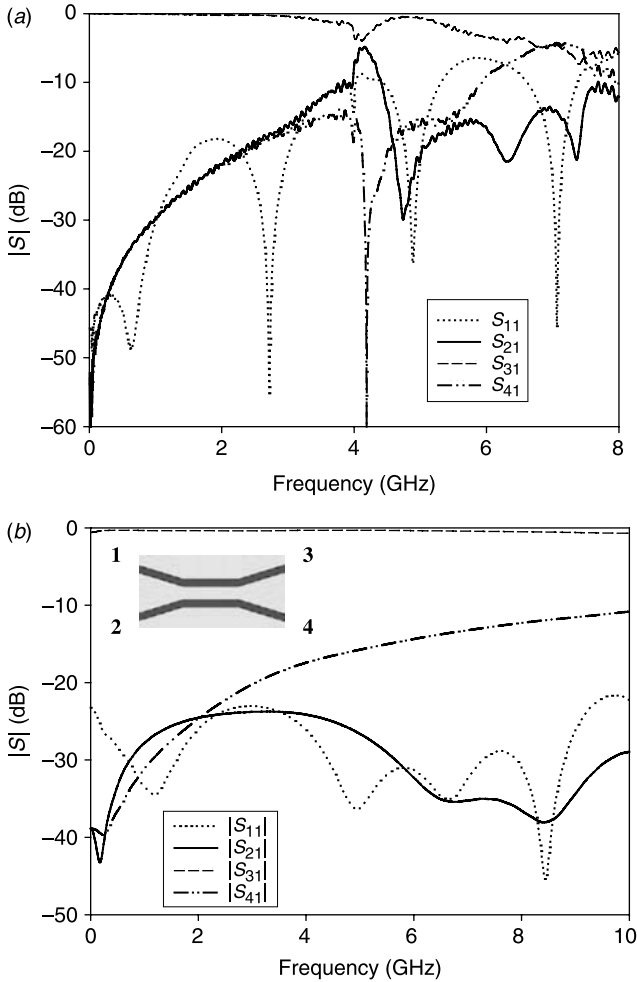 (a)
0
−10
−20
−30
−40
−50
−60
|S| (dB)
S11
S21
S31
S41
0 2 4 6 8
Frequency (GHz)
(b)
0
−10
−20
−30
−40
−50
|S| (dB)
1 3
2 4
|S11|
|S21|
|S31|
|S41|
0 2 4 6 8 10
Frequency (GHz)